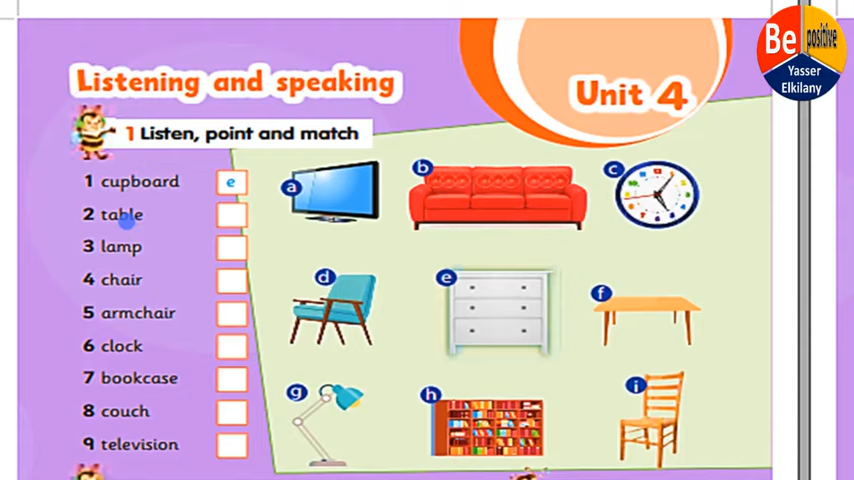 Be positive
Yasser
Elkilany
Listening and speaking
Unit 4
1 Listen, point and match
1 cupboard e
2 table
3 lamp
4 chair
5 armchair
6 clock
7 bookcase
8 couch
9 television
a
b
c
d
e
f
g
h
i